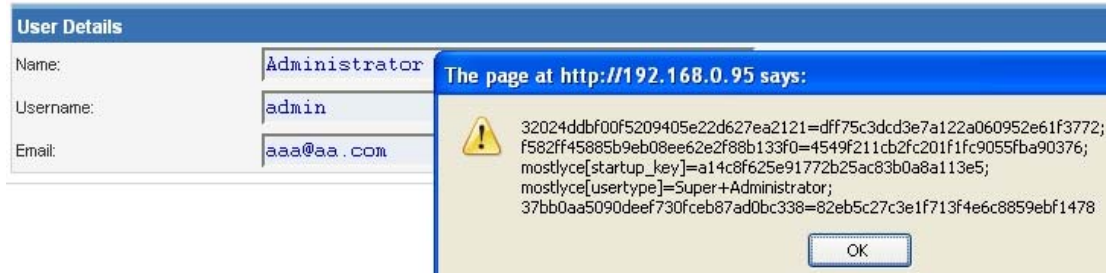 User Details
Name: Administrator
Username: admin
Email: aaa@aa.com
The page at http://192.168.0.95 says:
32024ddbf00f5209405e22d627ea2121=dff75c3dcd3e7a122a060952e61f3772;
f582ff45885b9eb08ee62e2f88b133f0=4549f211cb2fc201f1fc9055fba90376;
mostlyce[startup_key]=a14c8f625e91772b25ac83b0a8a113e5;
mostlyce[usertype]=Super+Administrator;
37bb0aa5090deef730fceb87ad0bc338=82eb5c27c3e1f713f4e6c8859ebf1478
OK